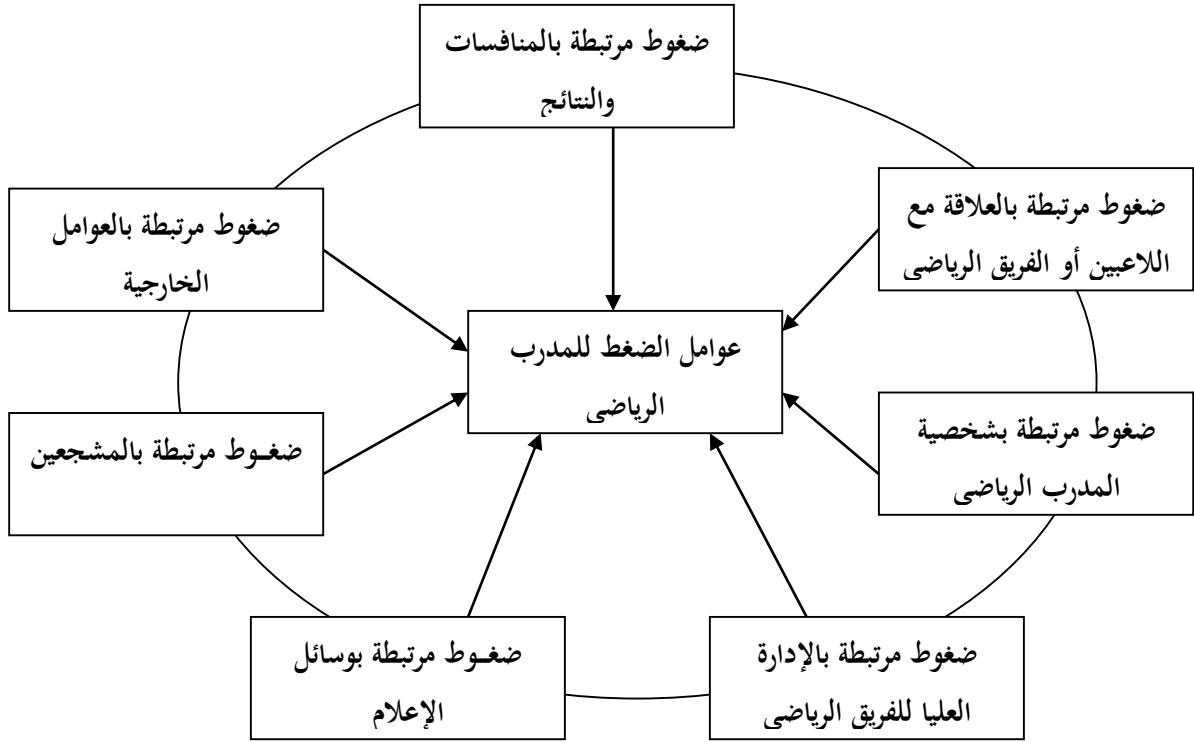 ضغوط مرتبطة بالمنافسات
والنتائج
ضغوط مرتبطة بالعلاقة مع
اللاعبين أو الفريق الرياضى
ضغوط مرتبطة بالعوامل
الخارجية
عوامل الضغط للمدرب
الرياضى
ضغوط مرتبطة بشخصية
المدرب الرياضى
ضغـوط مرتبطة بالمشجعين
ضغوط مرتبطة بالإدارة
العليا للفريق الرياضى
ضغـوط مرتبطة بوسائل
الإعلام